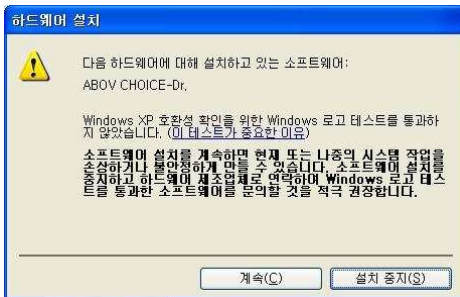 하드웨어 설치
다음 하드웨어에 대해 설치하고 있는 소프트웨어:
ABOV CHOICE-Dr.
Windows XP 호환성 확인을 위한 Windows 로고 테스트를 통과하
지 않았습니다. (이 테스트가 중요한 이유)
소프트웨어 설치를 계속하면 현재 또는 나중의 시스템 작업을
손상하거나 불안정하게 만들 수 있습니다. 소프트웨어 설치를
중지하고 하드웨어 제조업체로 연락하여 Windows 로고 테스
트를 통과한 소프트웨어를 문의할 것을 적극 권장합니다.
계속(C)
설치 중지(S)